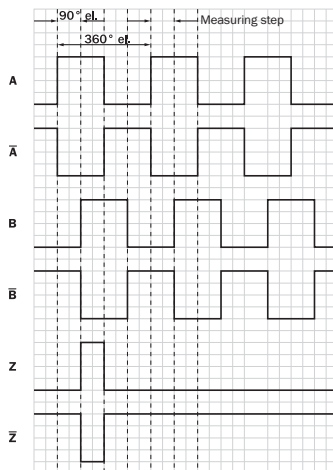 90° el.
Measuring step
360° el.
A
A̅
B
B̅
Z
Z̅